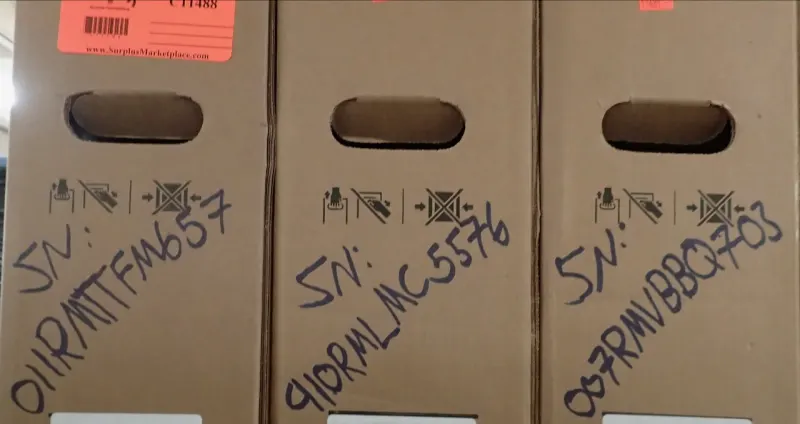 C11488
www.SurplusMarketplace.com
SN:
011RMTTFM657
SN:
910RMLMC5576
SN:
007RMVBBQ703